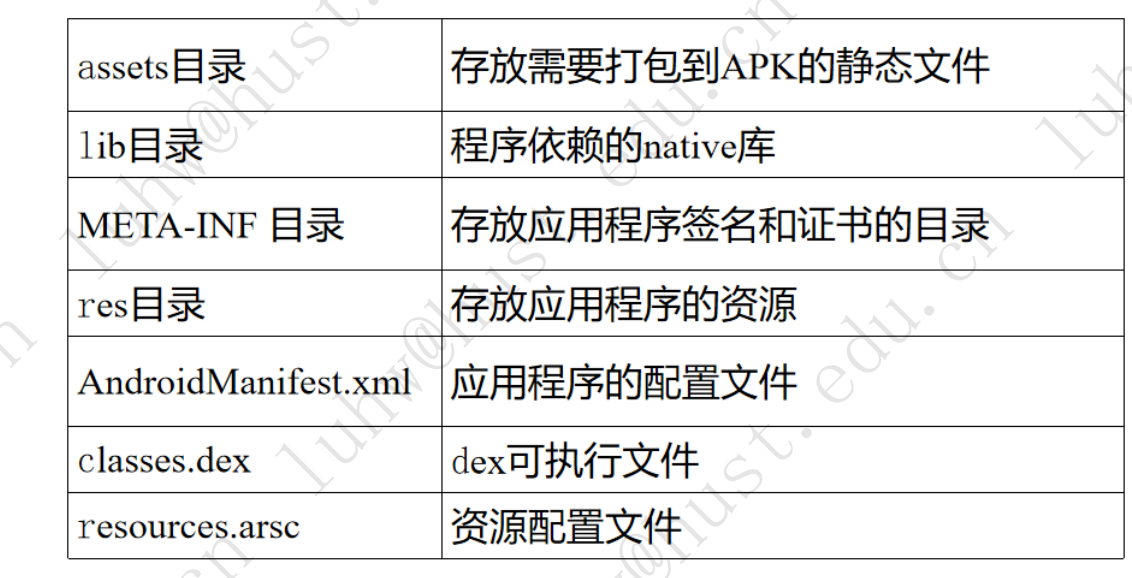 assets目录 存放需要打包到APK的静态文件
lib目录 程序依赖的native库
META-INF 目录 存放应用程序签名和证书的目录
res目录 存放应用程序的资源
AndroidManifest.xml 应用程序的配置文件
classes.dex dex可执行文件
resources.arsc 资源配置文件
luhw@hust.edu.cn
luhw@hust.edu.cn